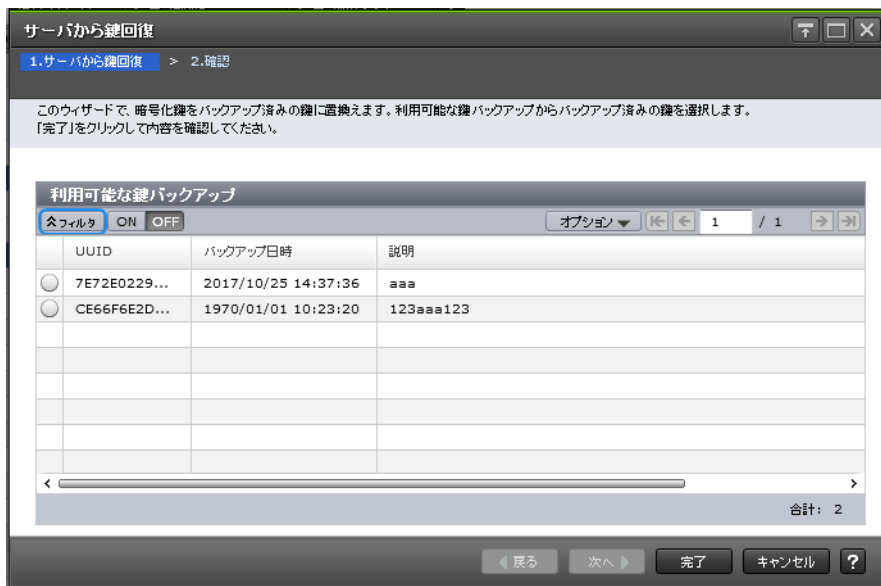 サーバから鍵回復
1.サーバから鍵回復 > 2.確認
このウィザードで、暗号化鍵をバックアップ済みの鍵に置換えます。利用可能な鍵バックアップからバックアップ済みの鍵を選択します。
「完了」をクリックして内容を確認してください。
利用可能な鍵バックアップ
フィルタ ON OFF オプション 1 / 1
UUID バックアップ日時 説明
7E72E0229... 2017/10/25 14:37:36 aaa
CE66F6E2D... 1970/01/01 10:23:20 123aaa123
合計: 2
戻る 次へ 完了 キャンセル ?